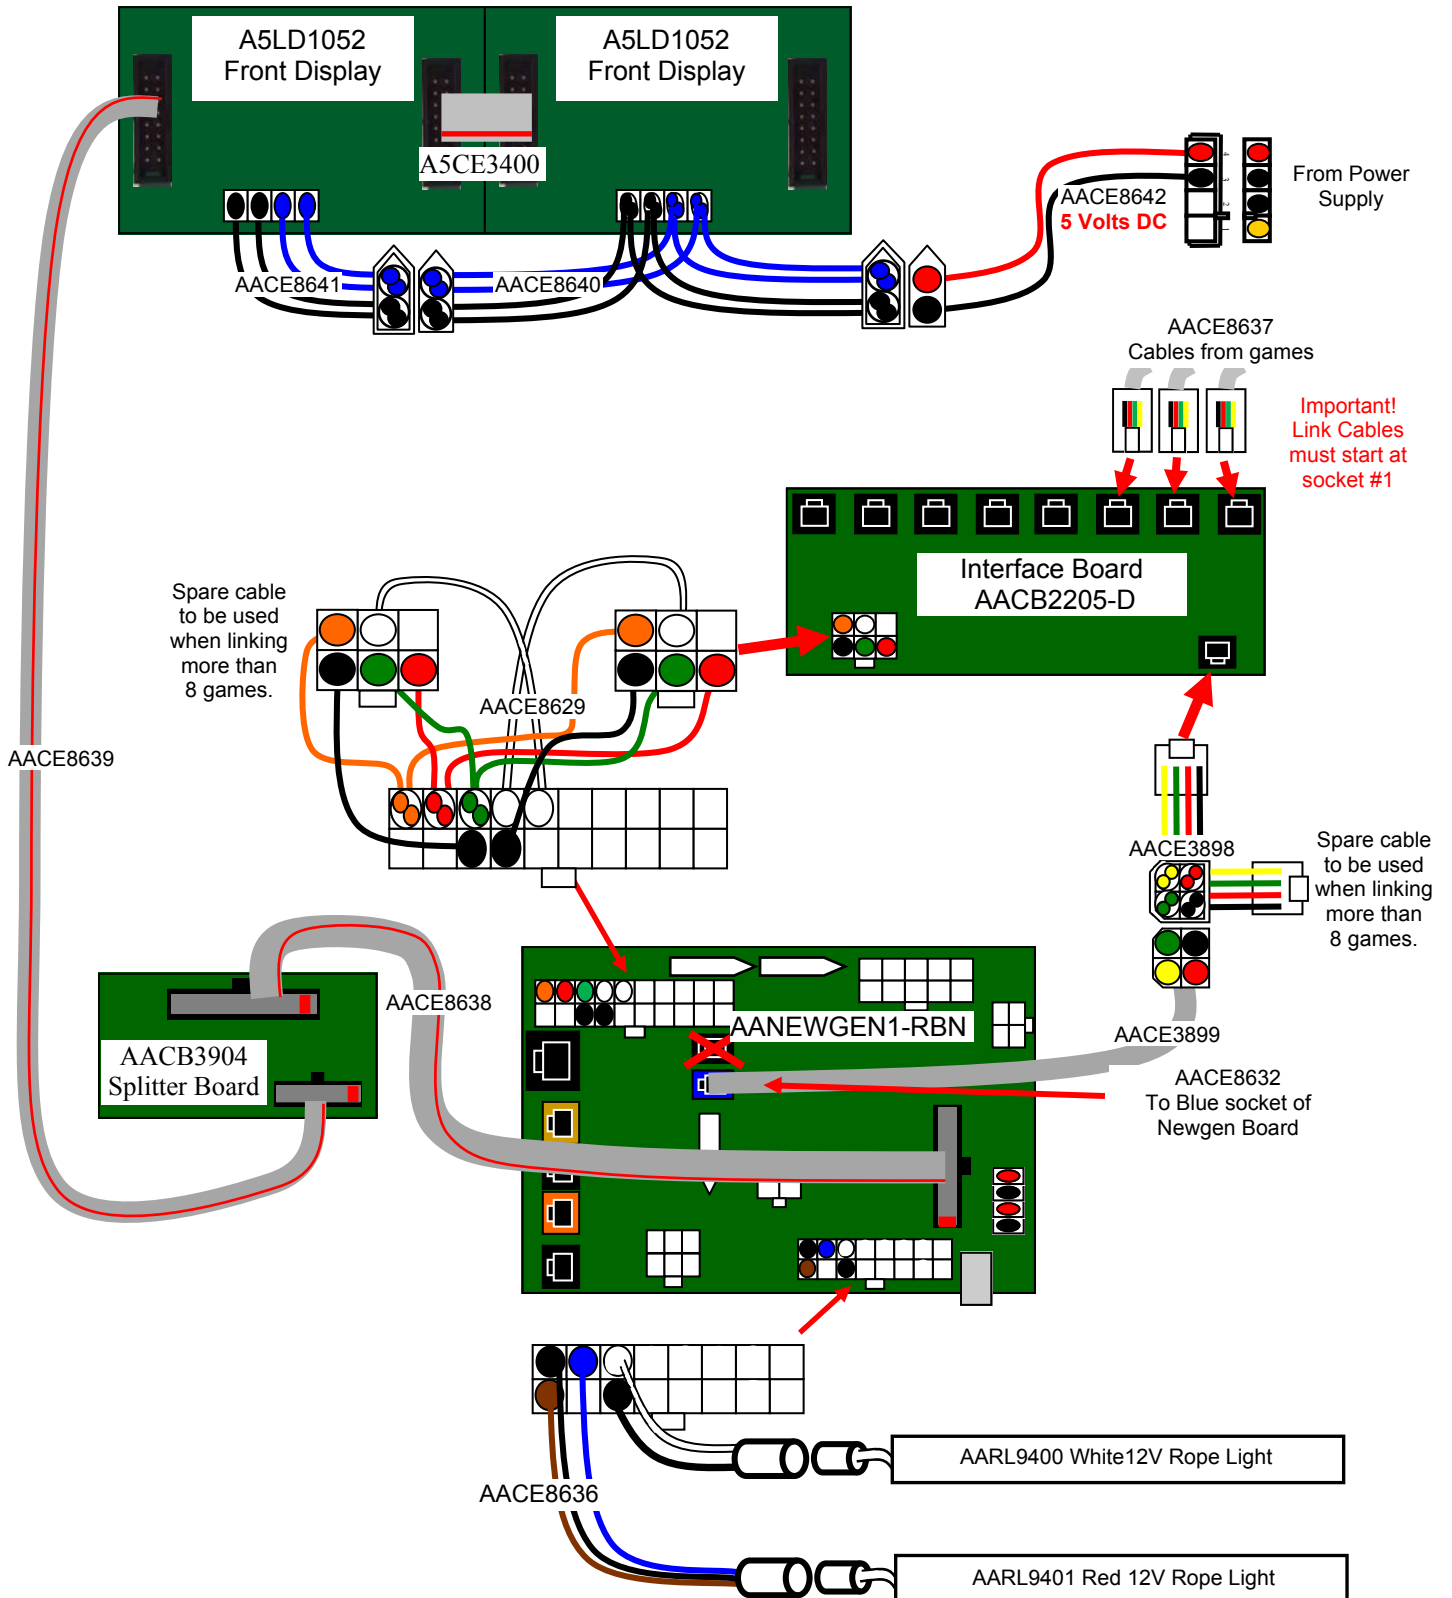 A5LD1052
Front Display
A5LD1052
Front Display
A5CE3400
AACE8642
5 Volts DC
4
3
2
1
From Power
Supply
AACE8641
AACE8640
AACE8637
Cables from games
Important!
Link Cables
must start at
socket #1
Interface Board
AACB2205-D
Spare cable
to be used
when linking
more than
8 games.
AACE8629
AACE8639
AACE3898
Spare cable
to be used
when linking
more than
8 games.
AACE8638
AANEWGEN1-RBN
AACE3899
AACB3904
Splitter Board
AACE8632
To Blue socket of
Newgen Board
AARL9400 White12V Rope Light
AACE8636
AARL9401 Red 12V Rope Light